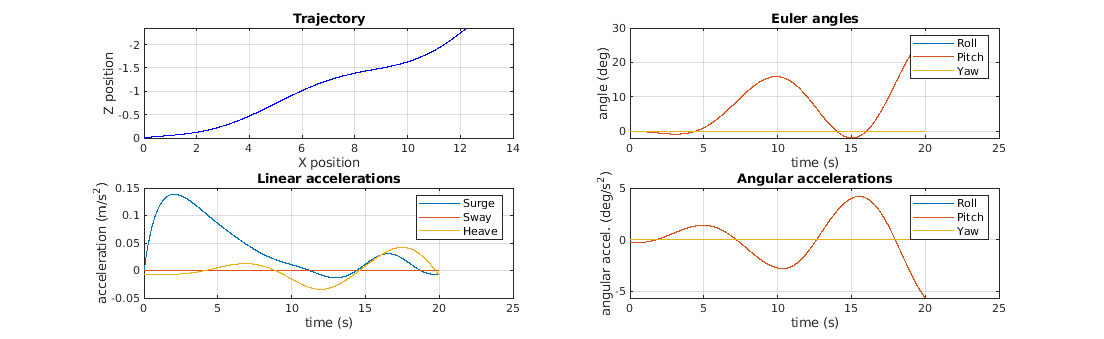 Trajectory
Z position
-2
-1.5
-1
-0.5
0
0 2 4 6 8 10 12 14
X position
Euler angles
angle (deg)
30
20
10
0
0 5 10 15 20 25
time (s)
Roll
Pitch
Yaw
Linear accelerations
acceleration (m/s²)
0.15
0.1
0.05
0
-0.05
0 5 10 15 20 25
time (s)
Surge
Sway
Heave
Angular accelerations
angular accel. (deg/s²)
5
0
-5
0 5 10 15 20 25
time (s)
Roll
Pitch
Yaw